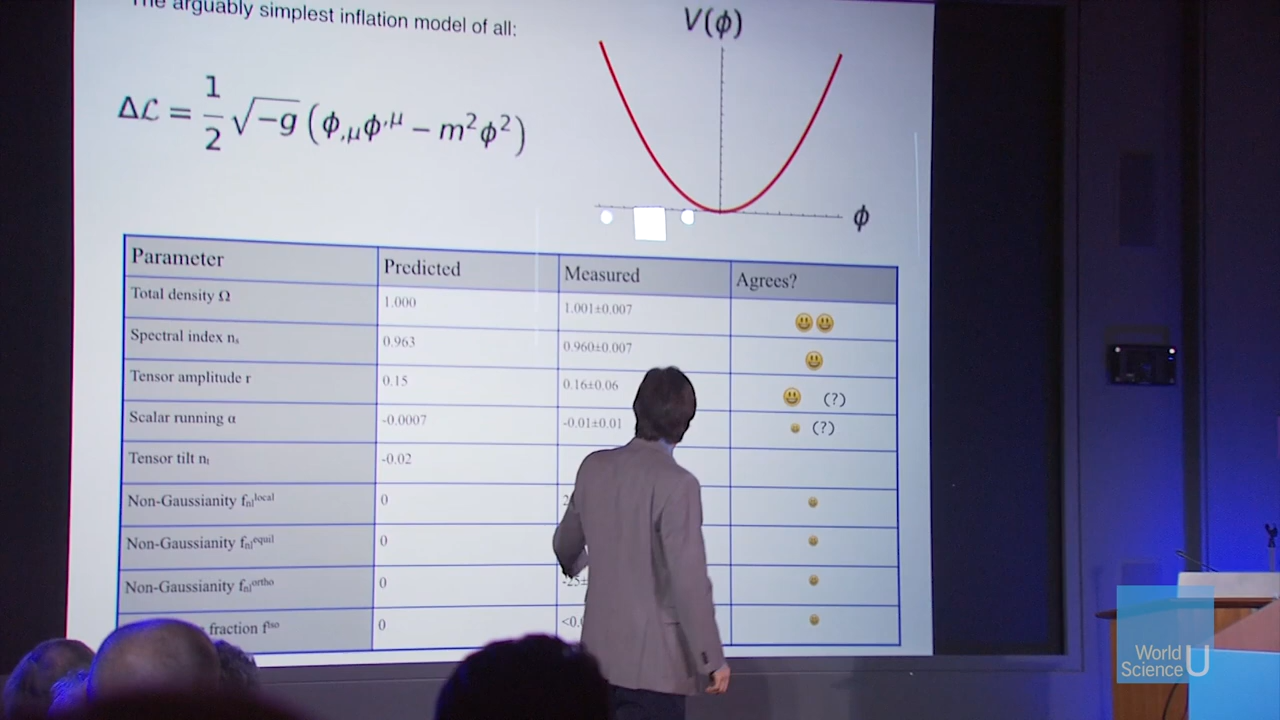 The arguably simplest inflation model of all:
V(ϕ)
Δℒ = 1/2 √-g (ϕ,μϕ,μ − m²ϕ²)
ϕ
Parameter Predicted Measured Agrees?
Total density Ω 1.000 1.001±0.007
Spectral index nₛ 0.963 0.960±0.007
Tensor amplitude r 0.15 0.16±0.06 (?)
Scalar running α -0.0007 -0.01±0.01 (?)
Tensor tilt nₜ -0.02
Non-Gaussianity fₙₗlocal 0
Non-Gaussianity fₙₗequil 0
Non-Gaussianity fₙₗortho 0 -25±
fraction fiso 0 <0.
World
Science U